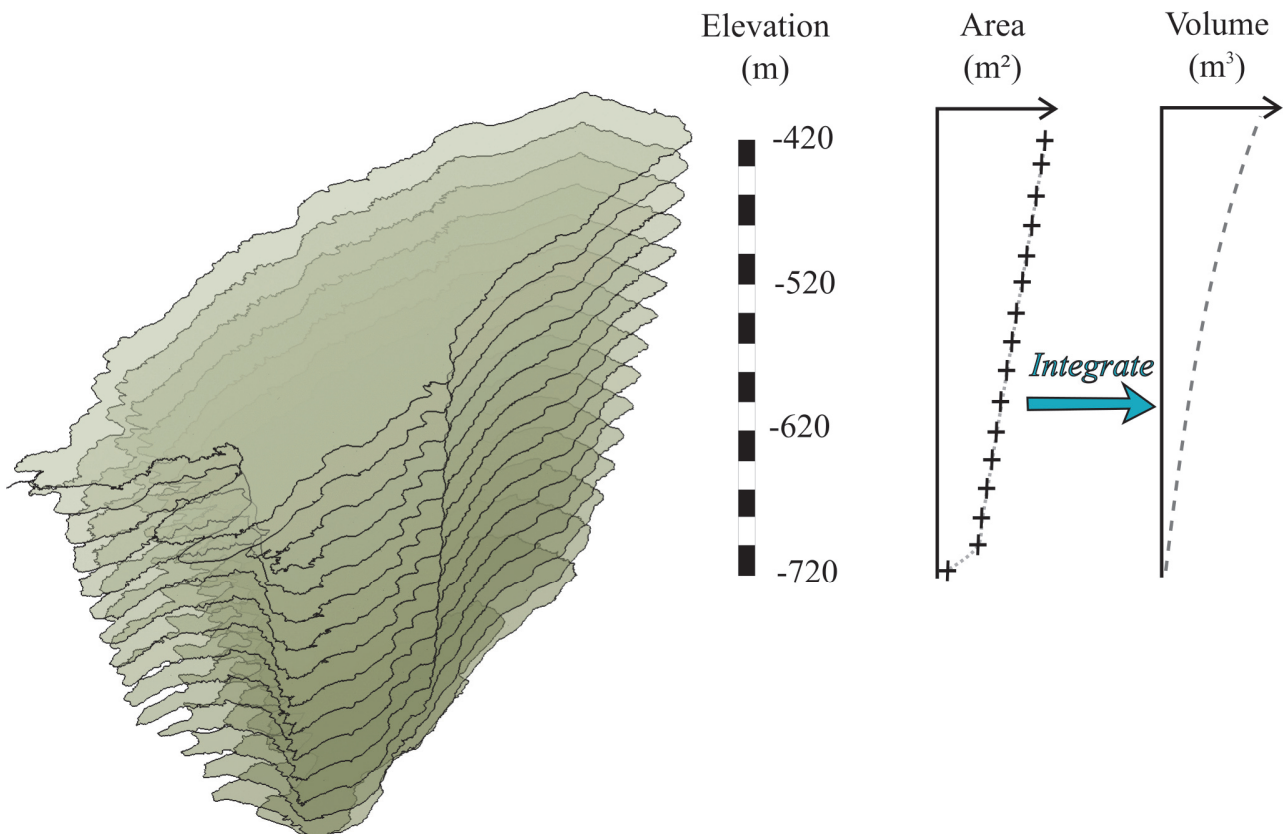 Elevation
(m)
Area
(m²)
Volume
(m³)
-420
-520
-620
-720
Integrate